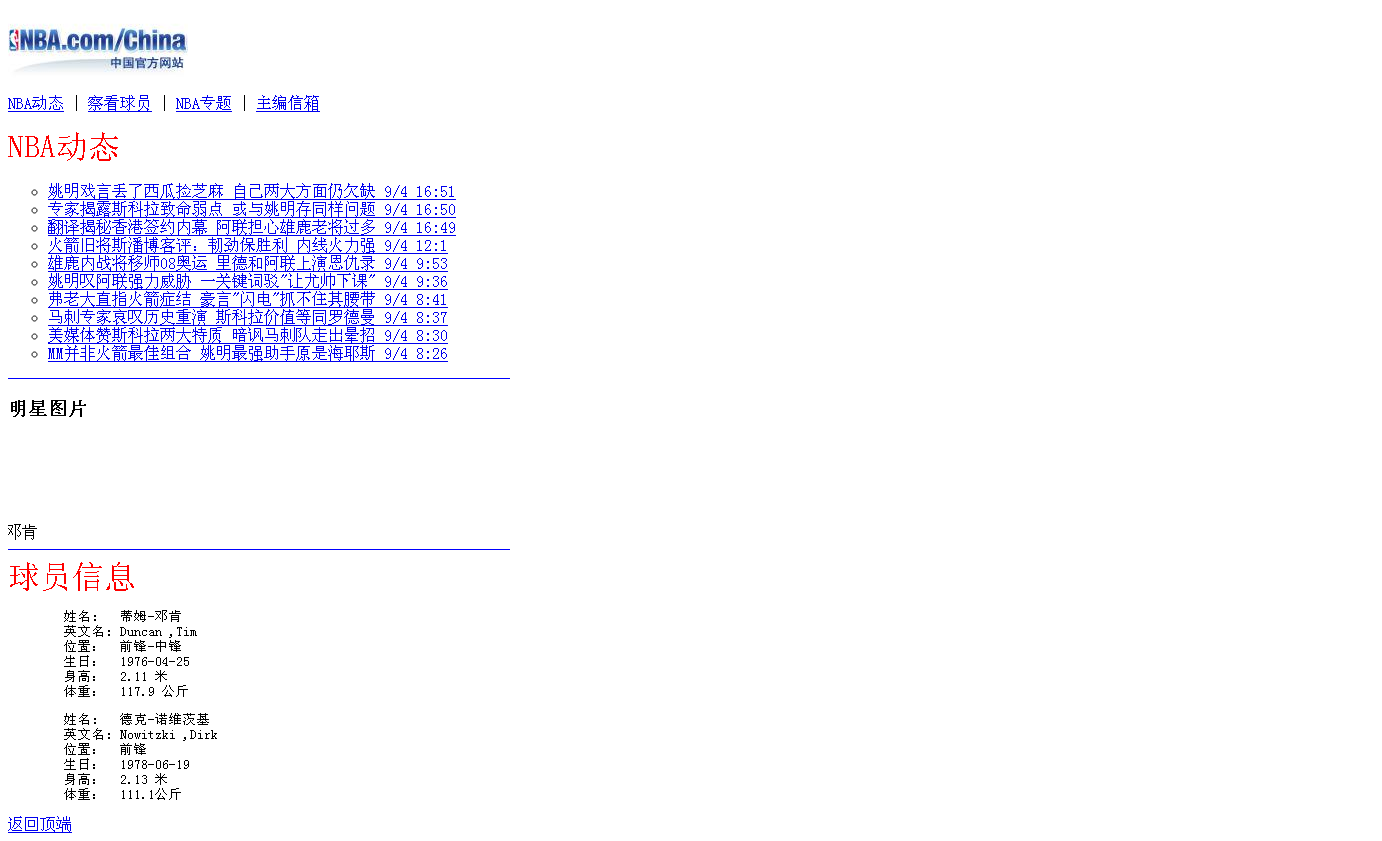 NBA.com/China
中国官方网站
NBA动态 | 察看球员 | NBA专题 | 主编信箱
NBA动态
姚明戏言丢了西瓜捡芝麻 自己两大方面仍欠缺 9/4 16:51
专家揭露斯科拉致命弱点 或与姚明存同样问题 9/4 16:50
翻译揭秘香港签约内幕 阿联担心雄鹿老将过多 9/4 16:49
火箭旧将斯潘博客评：韧劲保胜利 内线火力强 9/4 12:1
雄鹿内战将移师08奥运 里德和阿联上演恩仇录 9/4 9:53
姚明叹阿联强力威胁 一关键词驳"让尤帅下课" 9/4 9:36
弗老大直指火箭症结 豪言"闪电"抓不住其腰带 9/4 8:41
马刺专家哀叹历史重演 斯科拉价值等同罗德曼 9/4 8:37
美媒体赞斯科拉两大特质 暗讽马刺队走出晕招 9/4 8:30
MM并非火箭最佳组合 姚明最强助手原是海耶斯 9/4 8:26
明星图片
邓肯
球员信息
姓名： 蒂姆-邓肯
英文名：Duncan ,Tim
位置： 前锋-中锋
生日： 1976-04-25
身高： 2.11 米
体重： 117.9 公斤
姓名： 德克-诺维茨基
英文名：Nowitzki ,Dirk
位置： 前锋
生日： 1978-06-19
身高： 2.13 米
体重： 111.1公斤
返回顶端